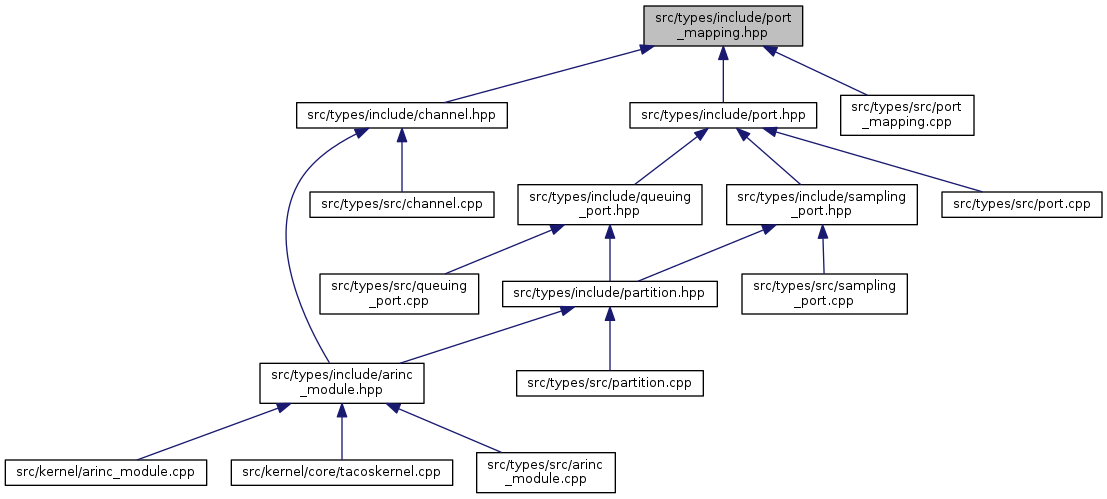 src/types/include/port
_mapping.hpp
src/types/include/channel.hpp
src/types/include/port.hpp
src/types/src/port
_mapping.cpp
src/types/src/channel.cpp
src/types/include/queuing
_port.hpp
src/types/include/sampling
_port.hpp
src/types/src/port.cpp
src/types/src/queuing
_port.cpp
src/types/include/partition.hpp
src/types/src/sampling
_port.cpp
src/types/include/arinc
_module.hpp
src/types/src/partition.cpp
src/kernel/arinc_module.cpp
src/kernel/core/tacoskernel.cpp
src/types/src/arinc
_module.cpp